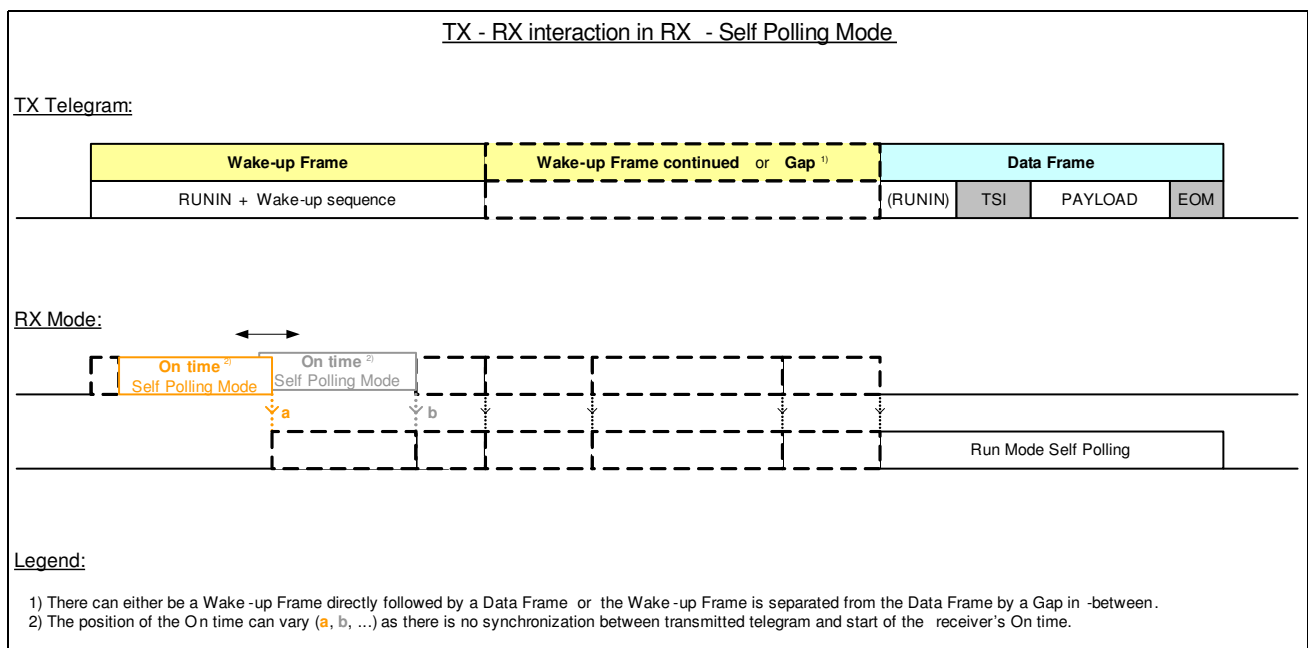 TX - RX interaction in RX - Self Polling Mode
TX Telegram:
Wake-up Frame
Wake-up Frame continued or Gap 1)
Data Frame
RUNIN + Wake-up sequence
(RUNIN)
TSI
PAYLOAD
EOM
RX Mode:
On time 2)
Self Polling Mode
On time 2)
Self Polling Mode
a
b
Run Mode Self Polling
Legend:
1) There can either be a Wake-up Frame directly followed by a Data Frame or the Wake-up Frame is separated from the Data Frame by a Gap in-between.
2) The position of the On time can vary (a, b, ...) as there is no synchronization between transmitted telegram and start of the receiver's On time.